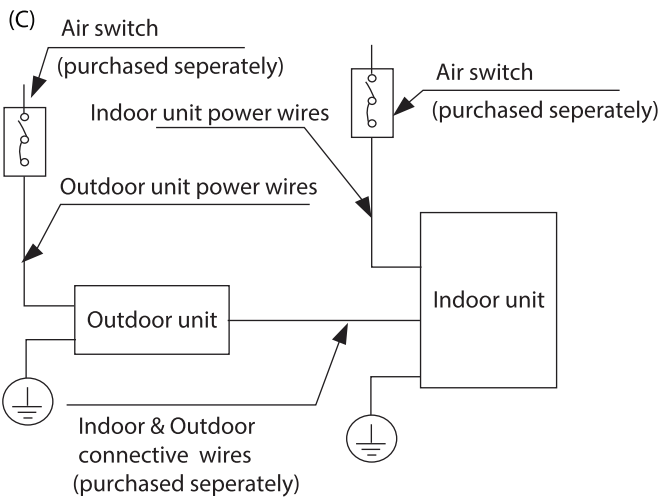 (C)
Air switch
(purchased seperately)
Air switch
(purchased seperately)
Indoor unit power wires
Outdoor unit power wires
Outdoor unit
Indoor unit
Indoor & Outdoor
connective wires
(purchased seperately)